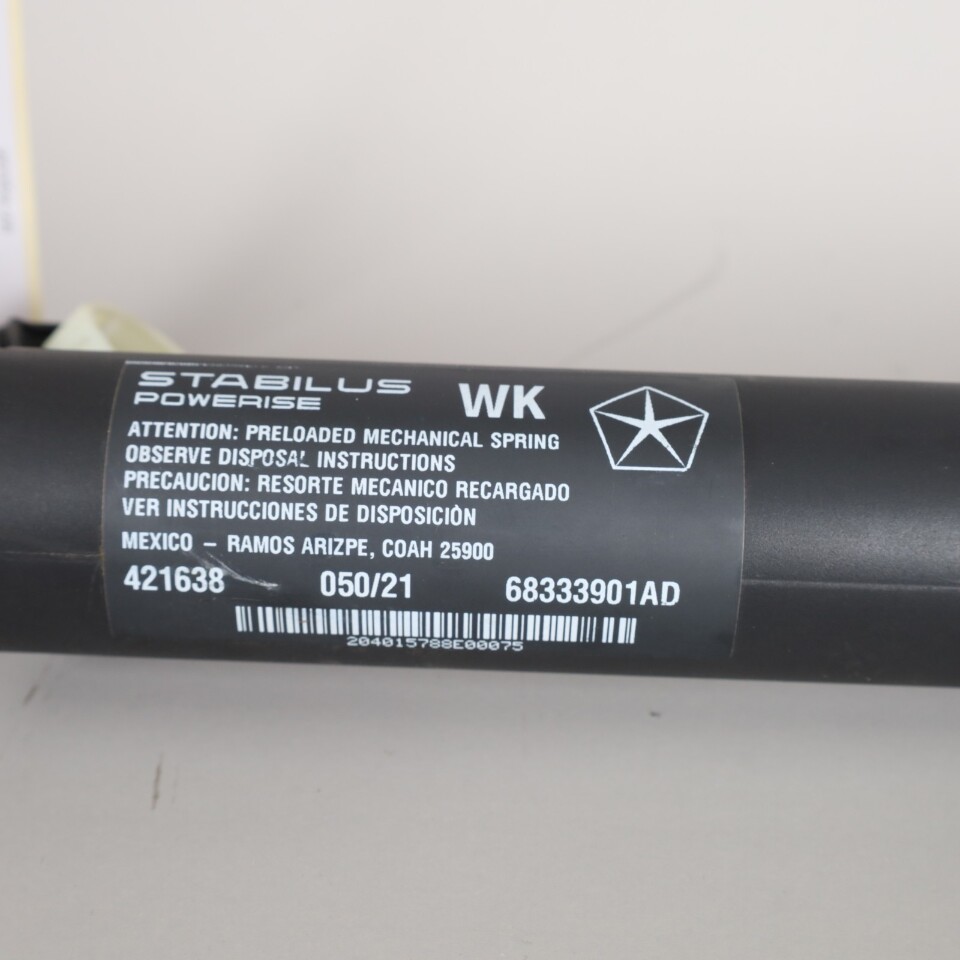 STABILUS
POWERISE
WK
ATTENTION: PRELOADED MECHANICAL SPRING
OBSERVE DISPOSAL INSTRUCTIONS
PRECAUCION: RESORTE MECANICO RECARGADO
VER INSTRUCCIONES DE DISPOSICIÒN
MEXICO – RAMOS ARIZPE, COAH 25900
421638 050/21 68333901AD
204015788E00075